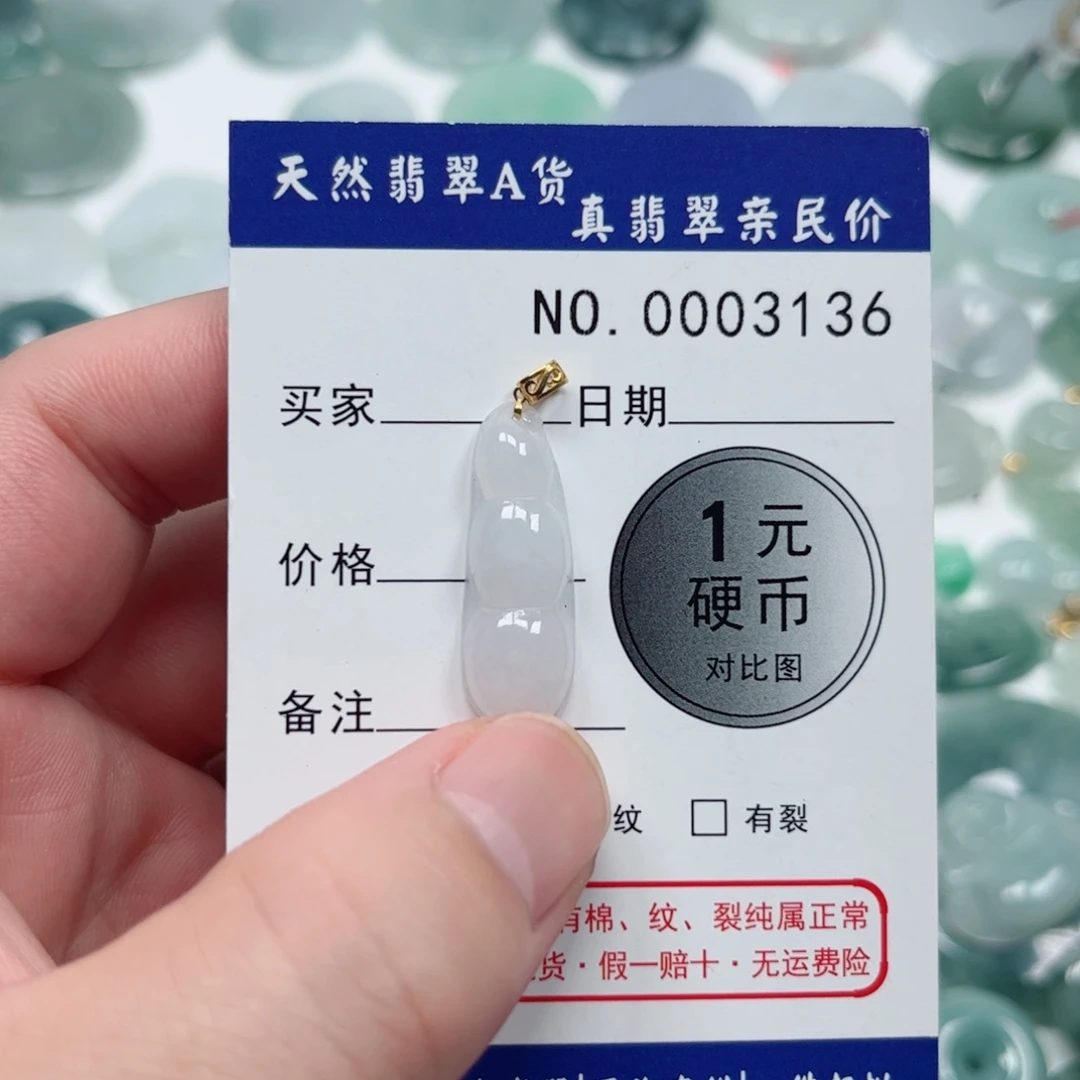 天然翡翠A货
真翡翠亲民价
NO. 0003136
买家 日期
1元
硬币
对比图
价格
备注
纹 □ 有裂
有棉、纹、裂纯属正常
货·假一赔十·无运费险